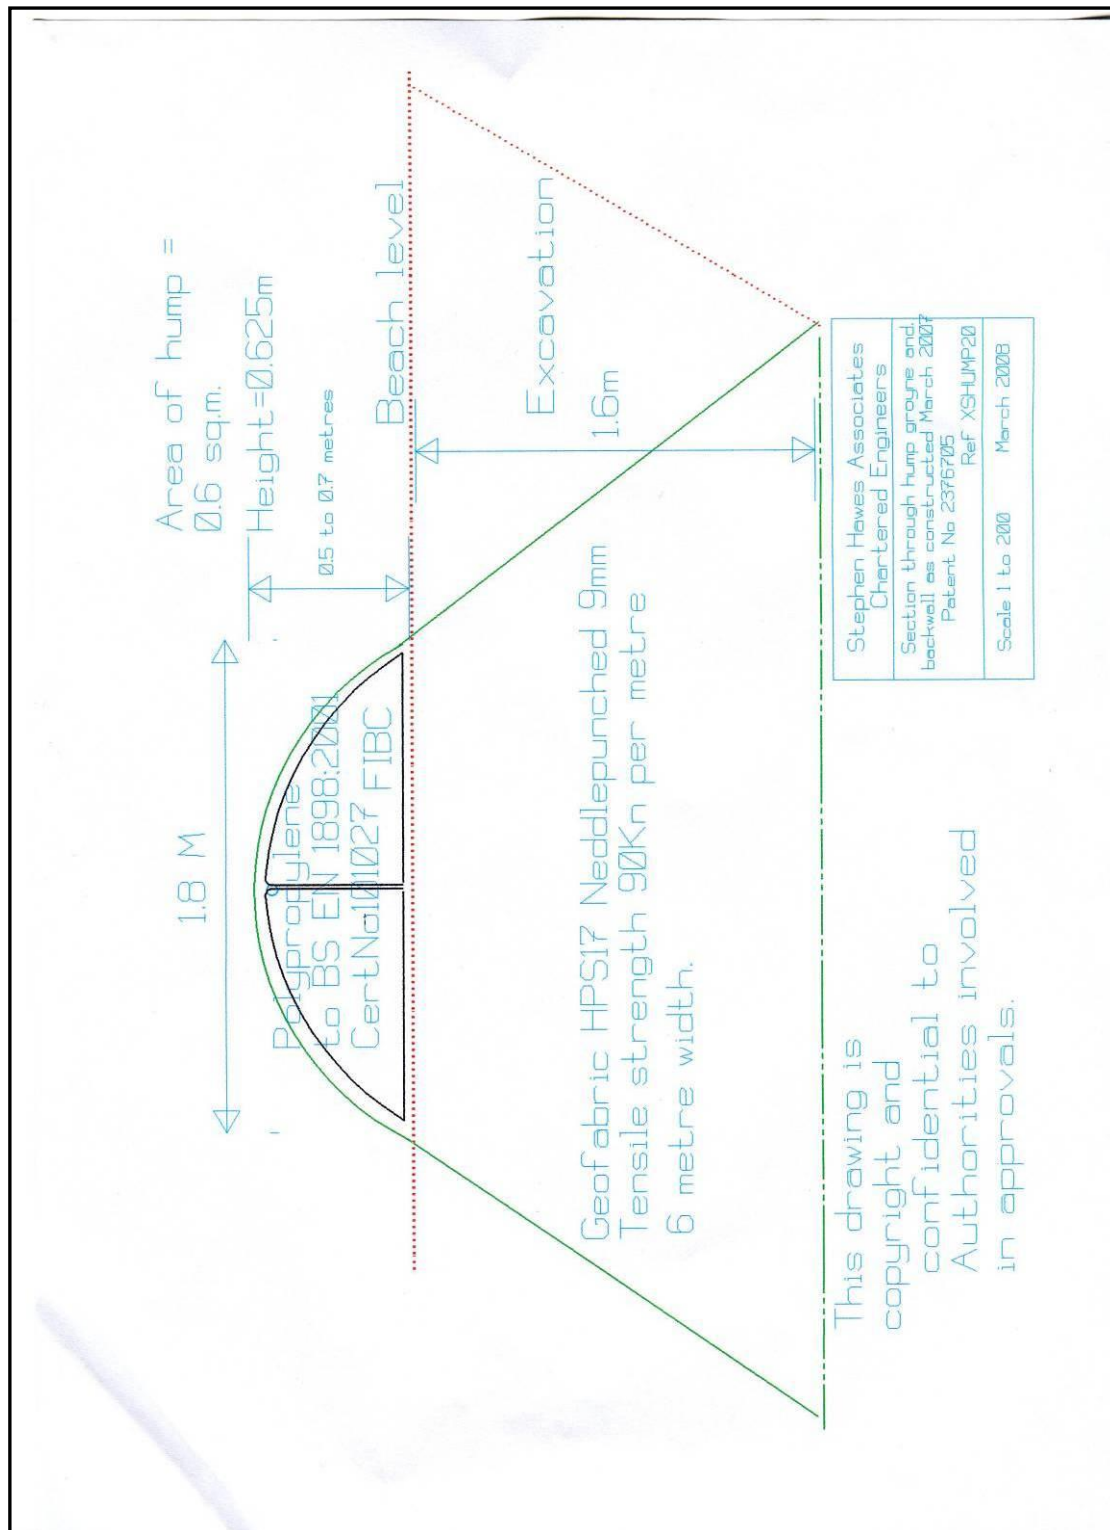 Area of hump =
0.6 sq.m.
Height=0.625m
0.5 to 0.7 metres
1.8 M
Polypropylene
to BS EN 1898:2001
CertNo101027 FIBC
Beach level
Excavation
1.6m
Geofabric HPS17 Neddlepunched 9mm
Tensile strength 90Kn per metre
6 metre width.
Stephen Hawes Associates
Chartered Engineers
Section through hump groyne and.
backwall as constructed March 2007
Patent No 2376705
Ref XSHUMP20
Scale 1 to 200 March 2008
This drawing is
copyright and
confidential to
Authorities involved
in approvals.